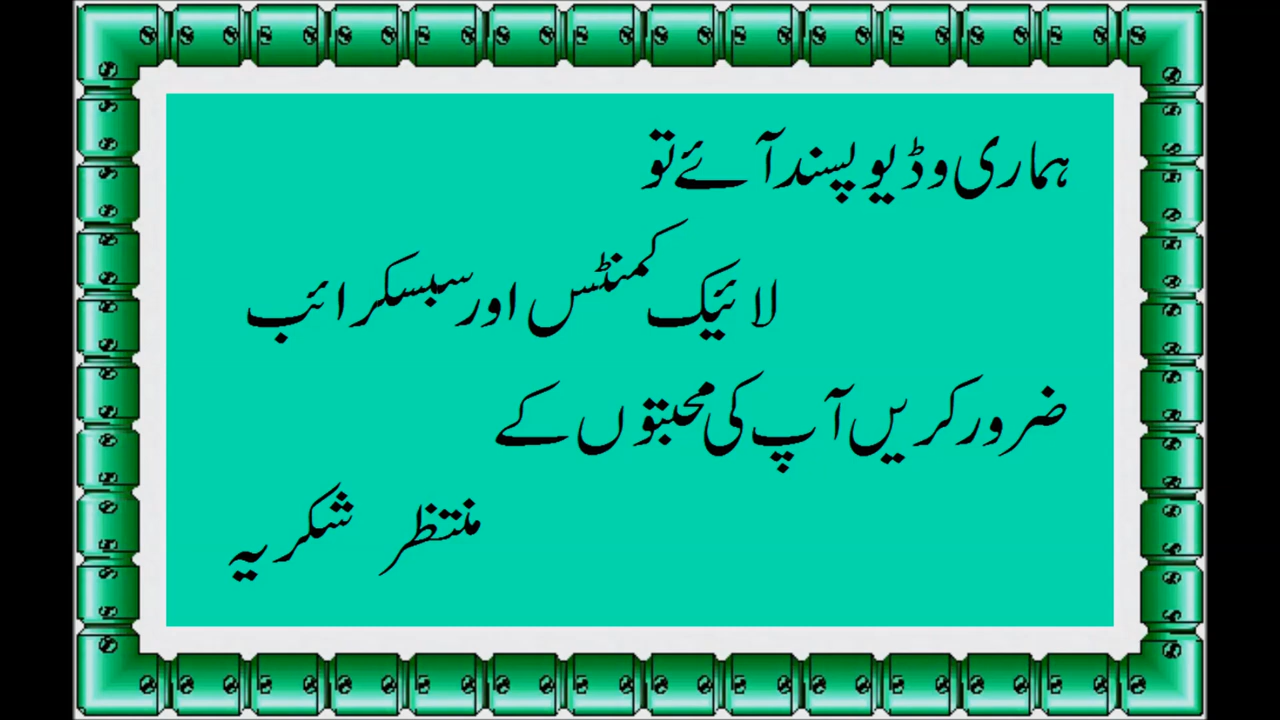 ہماری وڈیو پسند آئے تو
لائیک کمنٹس اور سبسکرائب
ضرور کریں آپ کی محبتوں کے
منتظر شکریہ